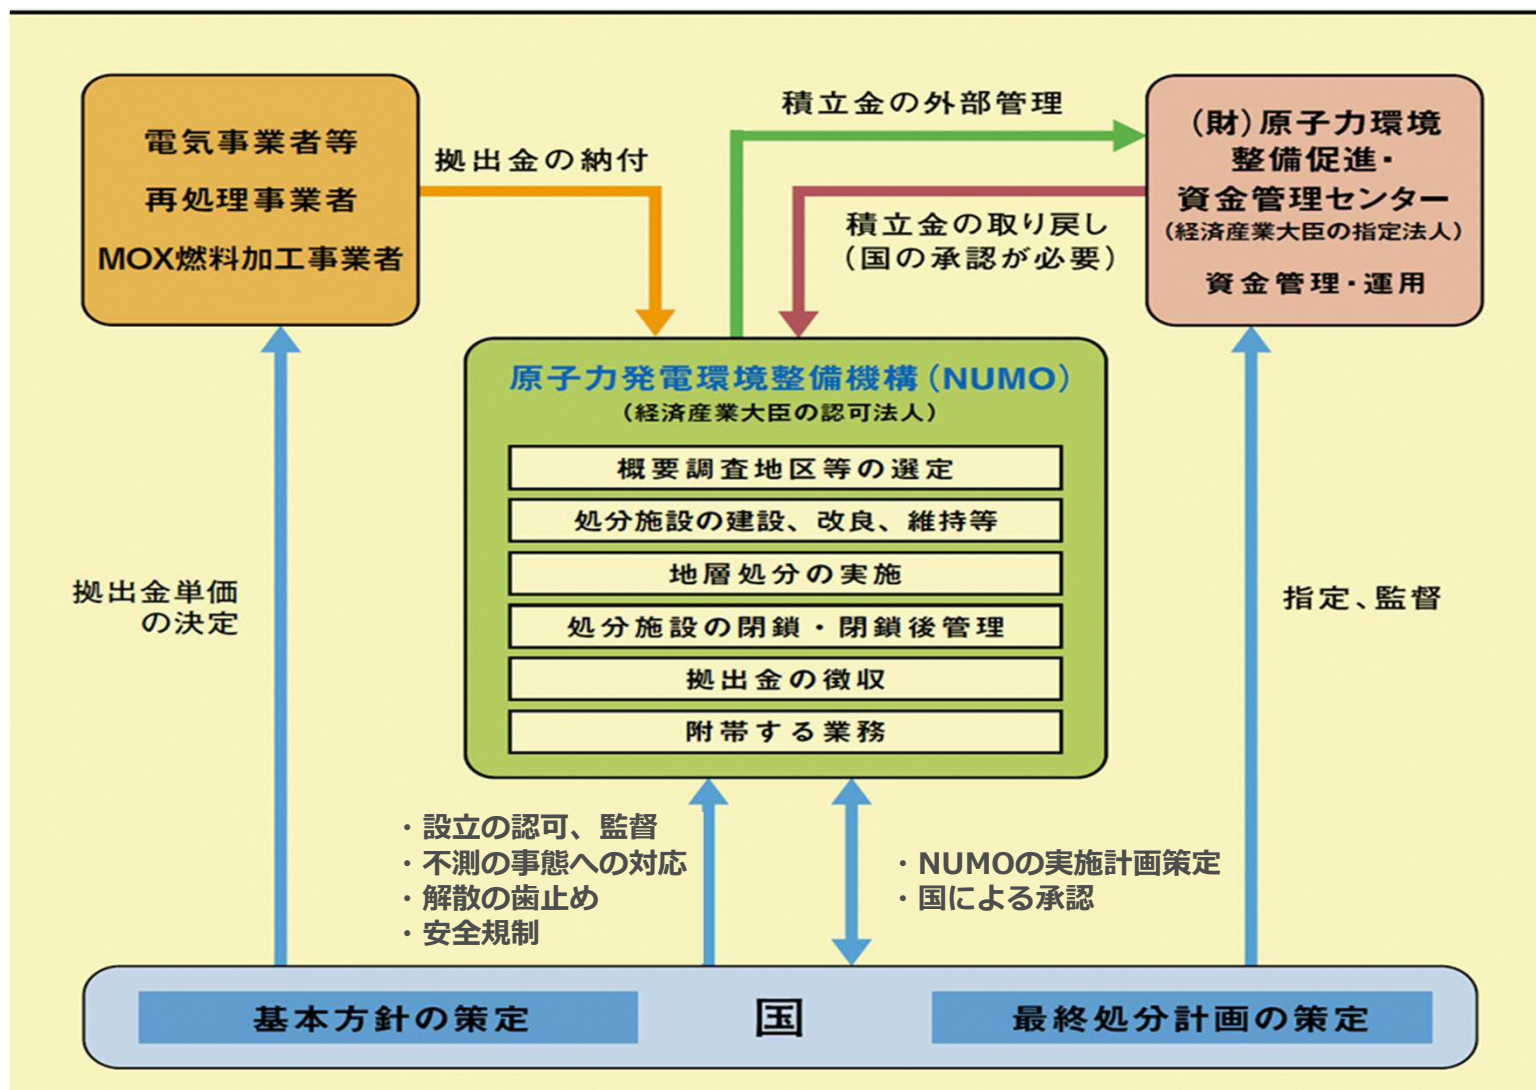 電気事業者等
再処理事業者
MOX燃料加工事業者
拠出金の納付
積立金の外部管理
積立金の取り戻し
(国の承認が必要)
(財)原子力環境
整備促進・
資金管理センター
(経済産業大臣の指定法人)
資金管理・運用
原子力発電環境整備機構(NUMO)
(経済産業大臣の認可法人)
概要調査地区等の選定
処分施設の建設、改良、維持等
地層処分の実施
処分施設の閉鎖・閉鎖後管理
拠出金の徴収
附帯する業務
拠出金単価
の決定
指定、監督
・設立の認可、監督
・不測の事態への対応
・解散の歯止め
・安全規制
・NUMOの実施計画策定
・国による承認
基本方針の策定
国
最終処分計画の策定